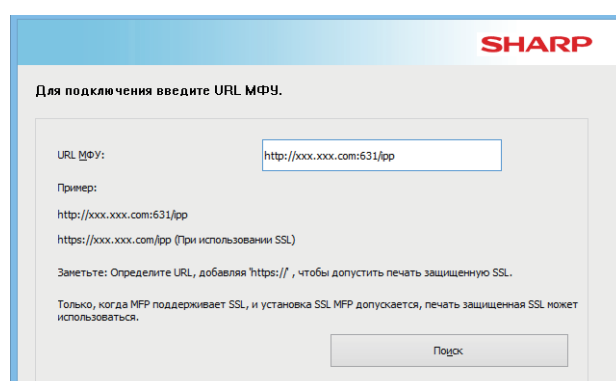 SHARP
Для подключения введите URL МФУ.
URL МФУ:
http://xxx.xxx.com:631/ipp
Пример:
http://xxx.xxx.com:631/ipp
https://xxx.xxx.com/ipp (При использовании SSL)
Заметьте: Определите URL, добавляя 'https://' , чтобы допустить печать защищенную SSL.
Только, когда MFP поддерживает SSL, и установка SSL MFP допускается, печать защищенная SSL может
использоваться.
Поиск